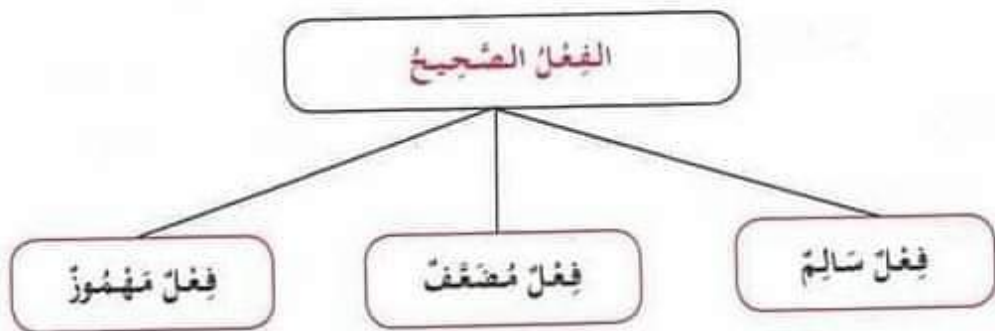 الفِعْلُ الصَّحِيحُ
فِعْلٌ سَالِمٌ
فِعْلٌ مُضَعَّفٌ
فِعْلٌ مَهْمُوزٌ